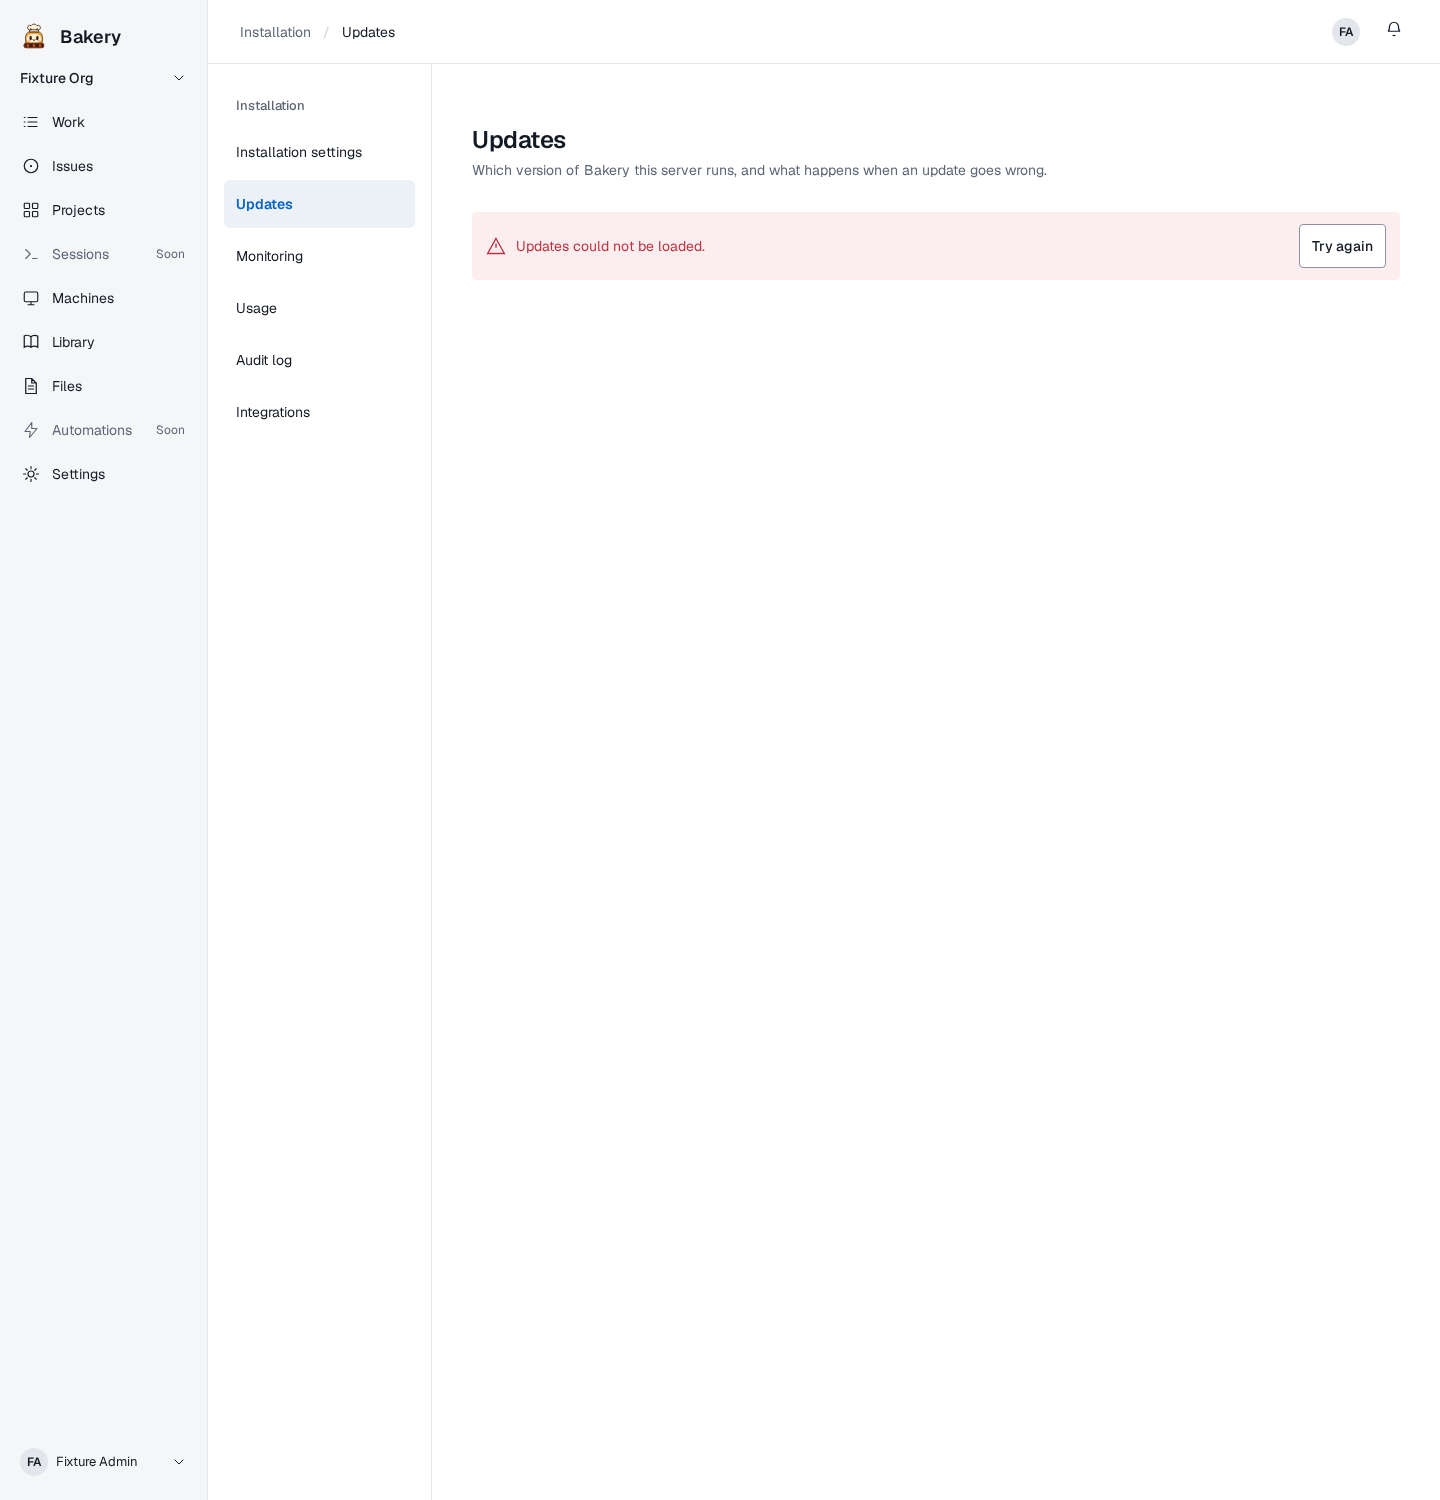 Bakery
Fixture Org
Work
Issues
Projects
Sessions Soon
Machines
Library
Files
Automations Soon
Settings
FA Fixture Admin
Installation / Updates
FA
Installation
Installation settings
Updates
Monitoring
Usage
Audit log
Integrations
Updates
Which version of Bakery this server runs, and what happens when an update goes wrong.
Updates could not be loaded.
Try again